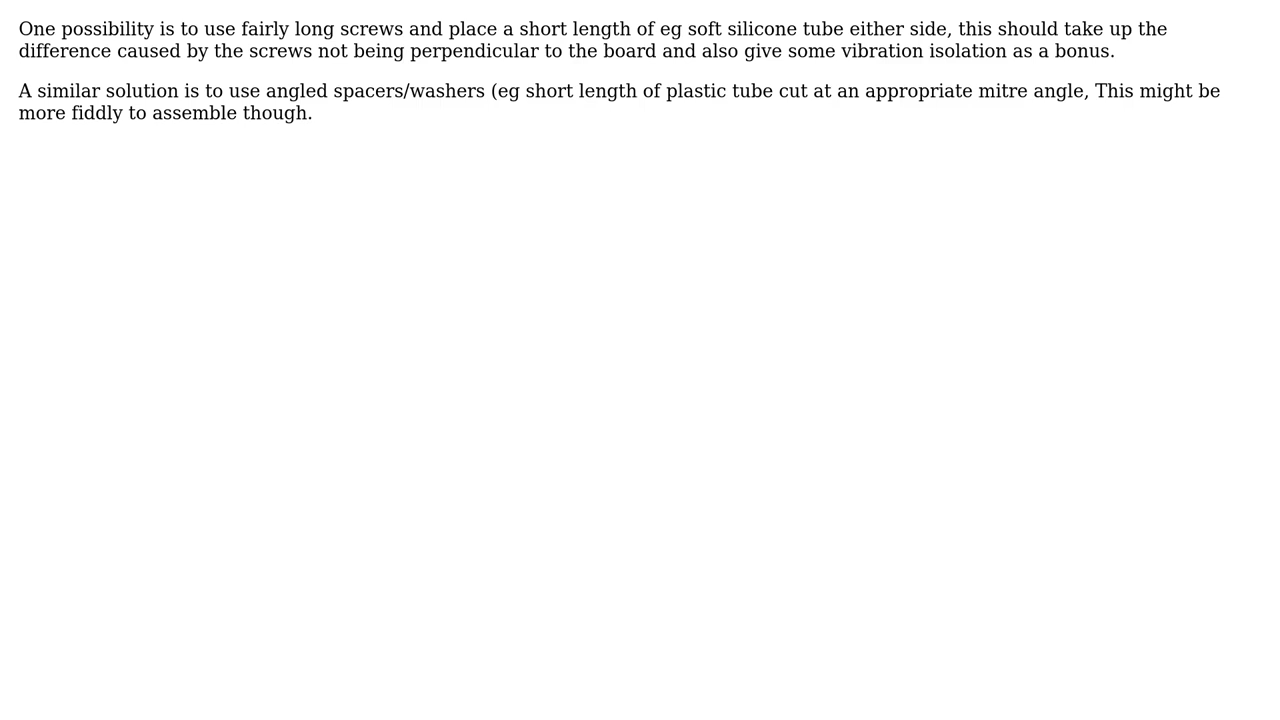 One possibility is to use fairly long screws and place a short length of eg soft silicone tube either side, this should take up the
difference caused by the screws not being perpendicular to the board and also give some vibration isolation as a bonus.
A similar solution is to use angled spacers/washers (eg short length of plastic tube cut at an appropriate mitre angle, This might be
more fiddly to assemble though.